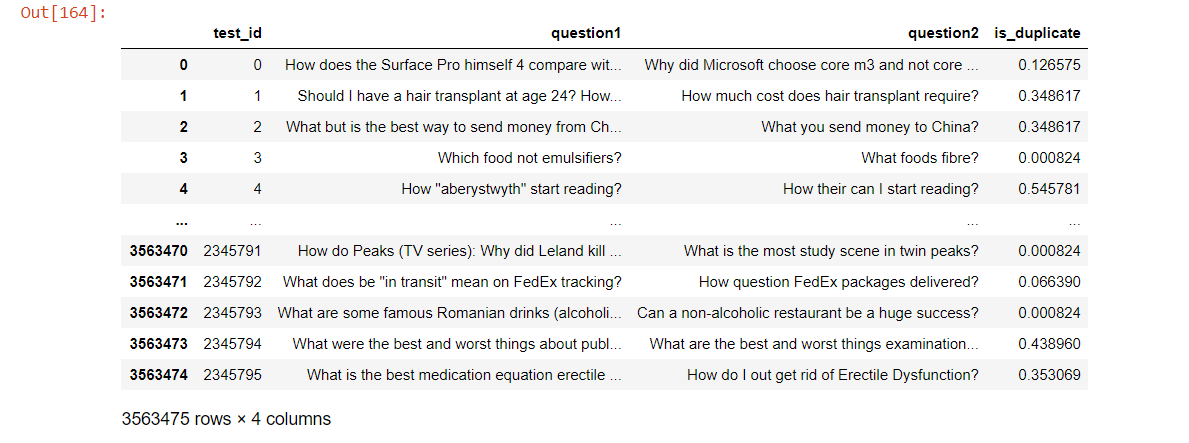 Out[164]:
test_id question1 question2 is_duplicate
0 0 How does the Surface Pro himself 4 compare wit... Why did Microsoft choose core m3 and not core ... 0.126575
1 1 Should I have a hair transplant at age 24? How... How much cost does hair transplant require? 0.348617
2 2 What but is the best way to send money from Ch... What you send money to China? 0.348617
3 3 Which food not emulsifiers? What foods fibre? 0.000824
4 4 How "aberystwyth" start reading? How their can I start reading? 0.545781
... ... ... ... ...
3563470 2345791 How do Peaks (TV series): Why did Leland kill ... What is the most study scene in twin peaks? 0.000824
3563471 2345792 What does be "in transit" mean on FedEx tracking? How question FedEx packages delivered? 0.066390
3563472 2345793 What are some famous Romanian drinks (alcoholi... Can a non-alcoholic restaurant be a huge success? 0.000824
3563473 2345794 What were the best and worst things about publ... What are the best and worst things examination... 0.438960
3563474 2345795 What is the best medication equation erectile ... How do I out get rid of Erectile Dysfunction? 0.353069
3563475 rows × 4 columns